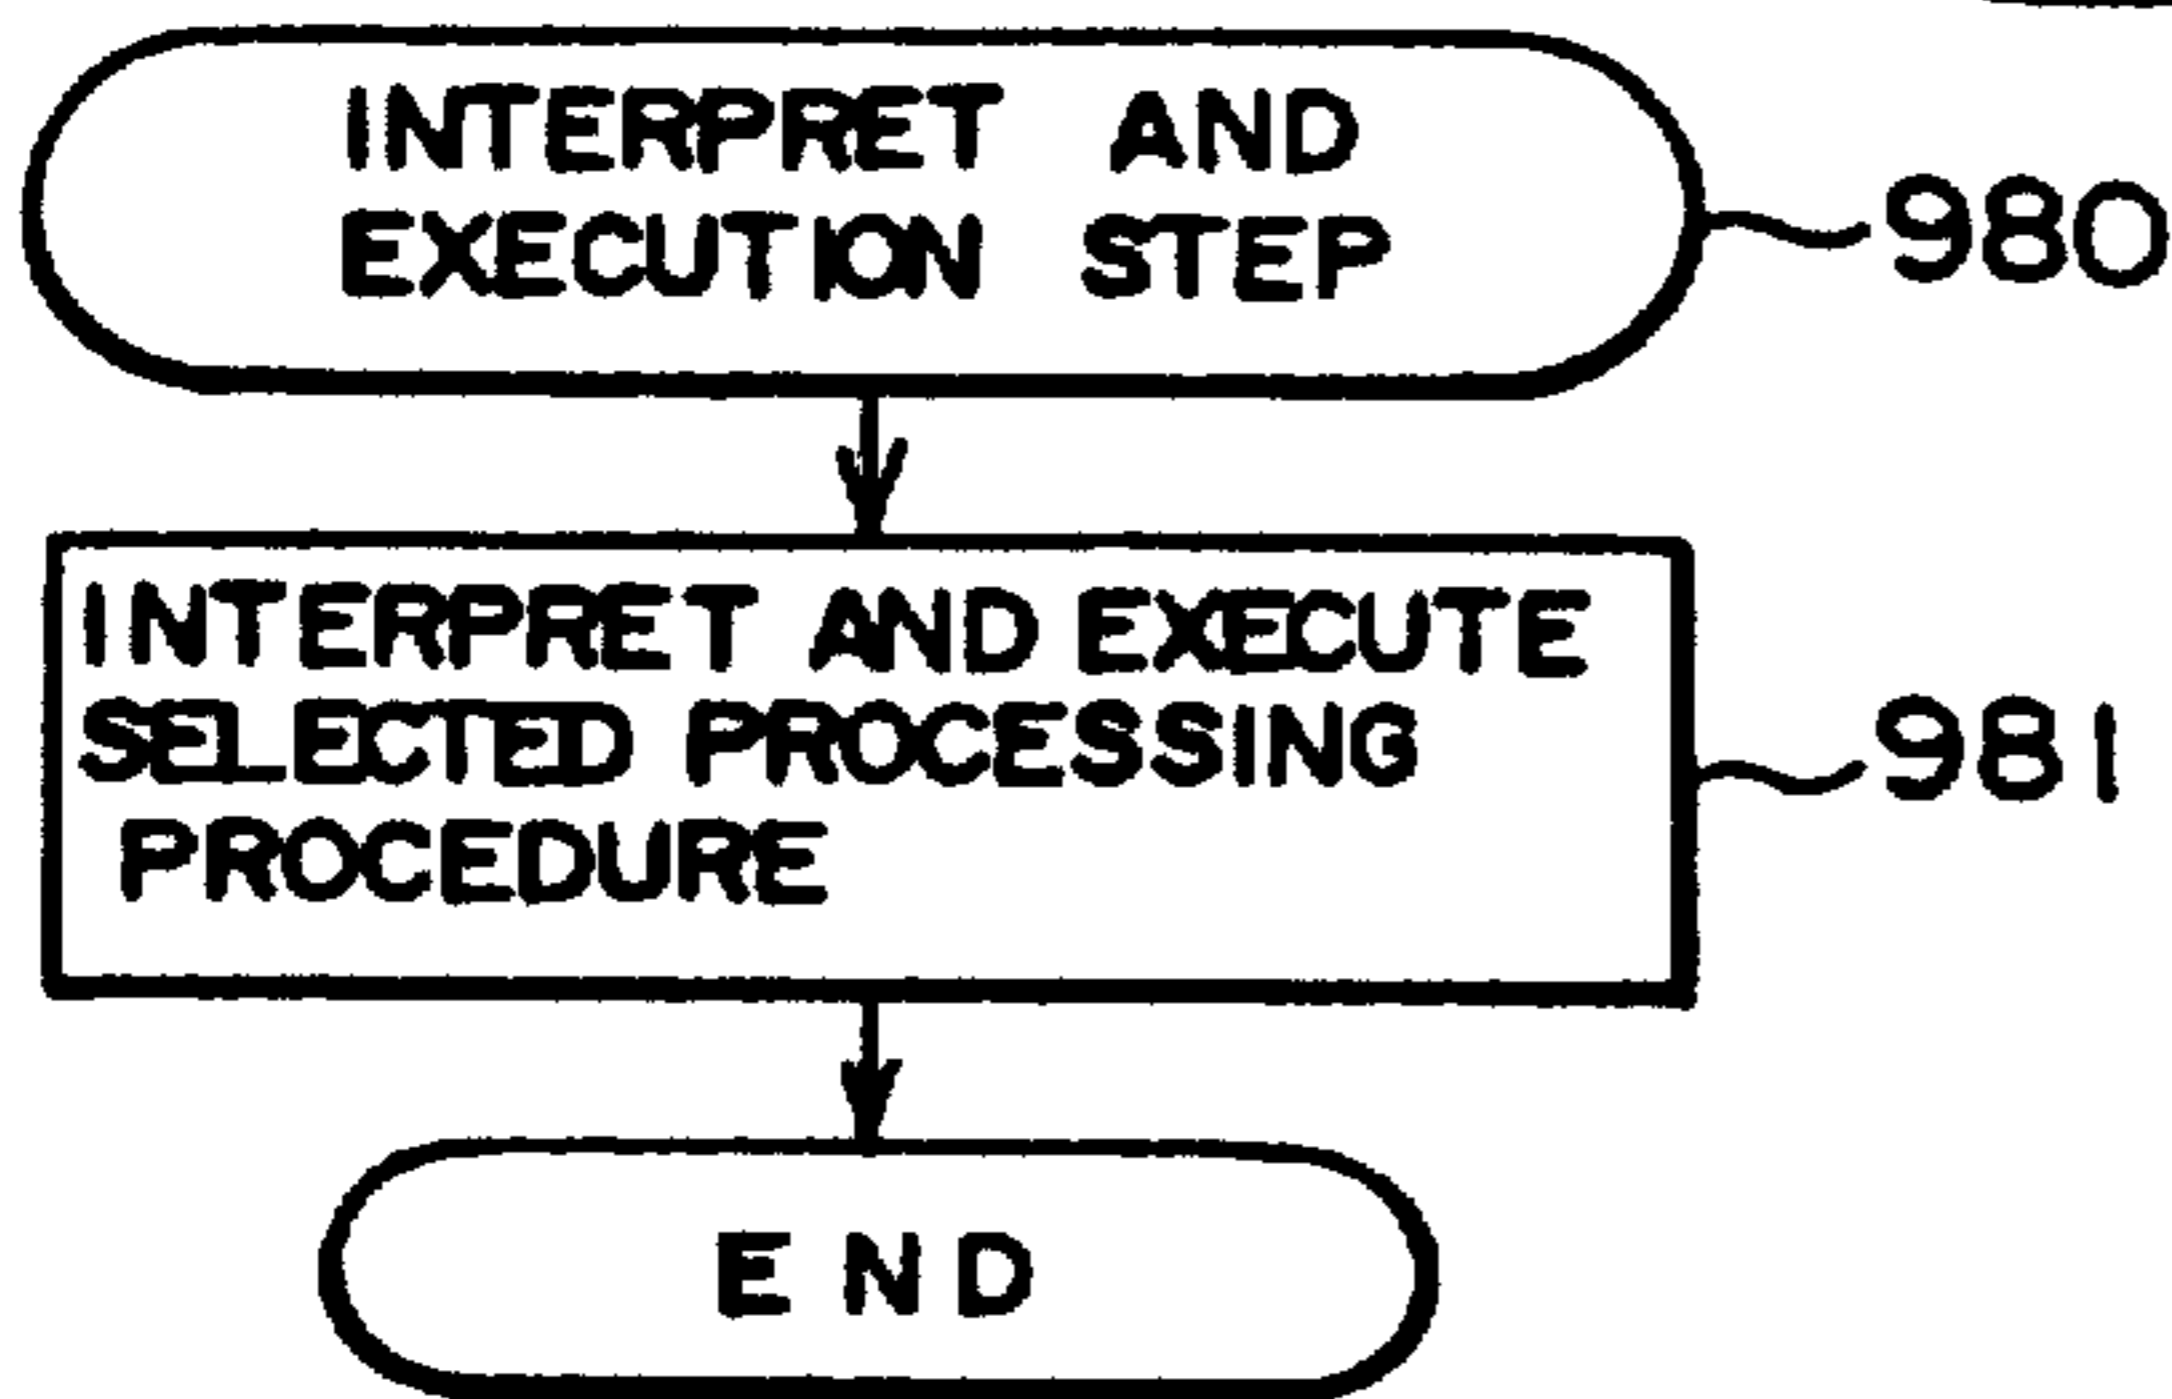 INTERPRET AND
EXECUTION STEP
980
INTERPRET AND EXECUTE
SELECTED PROCESSING
PROCEDURE
981
END